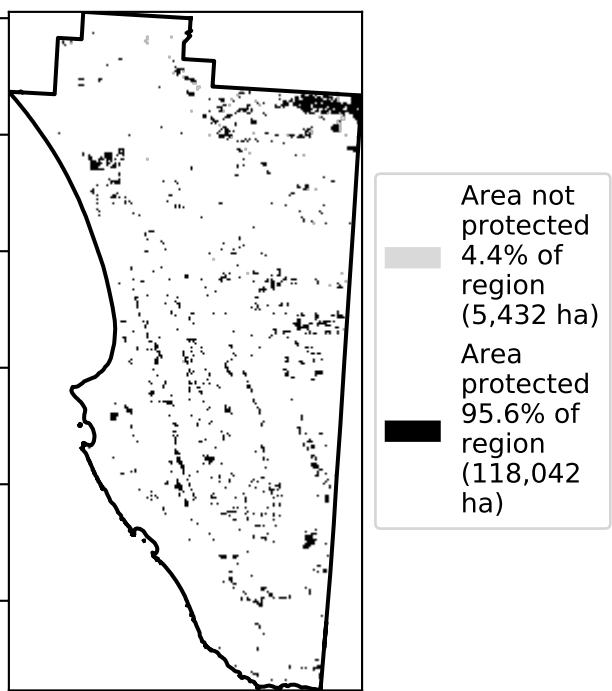 Area not
protected
4.4% of
region
(5,432 ha)
Area
protected
95.6% of
region
(118,042
ha)